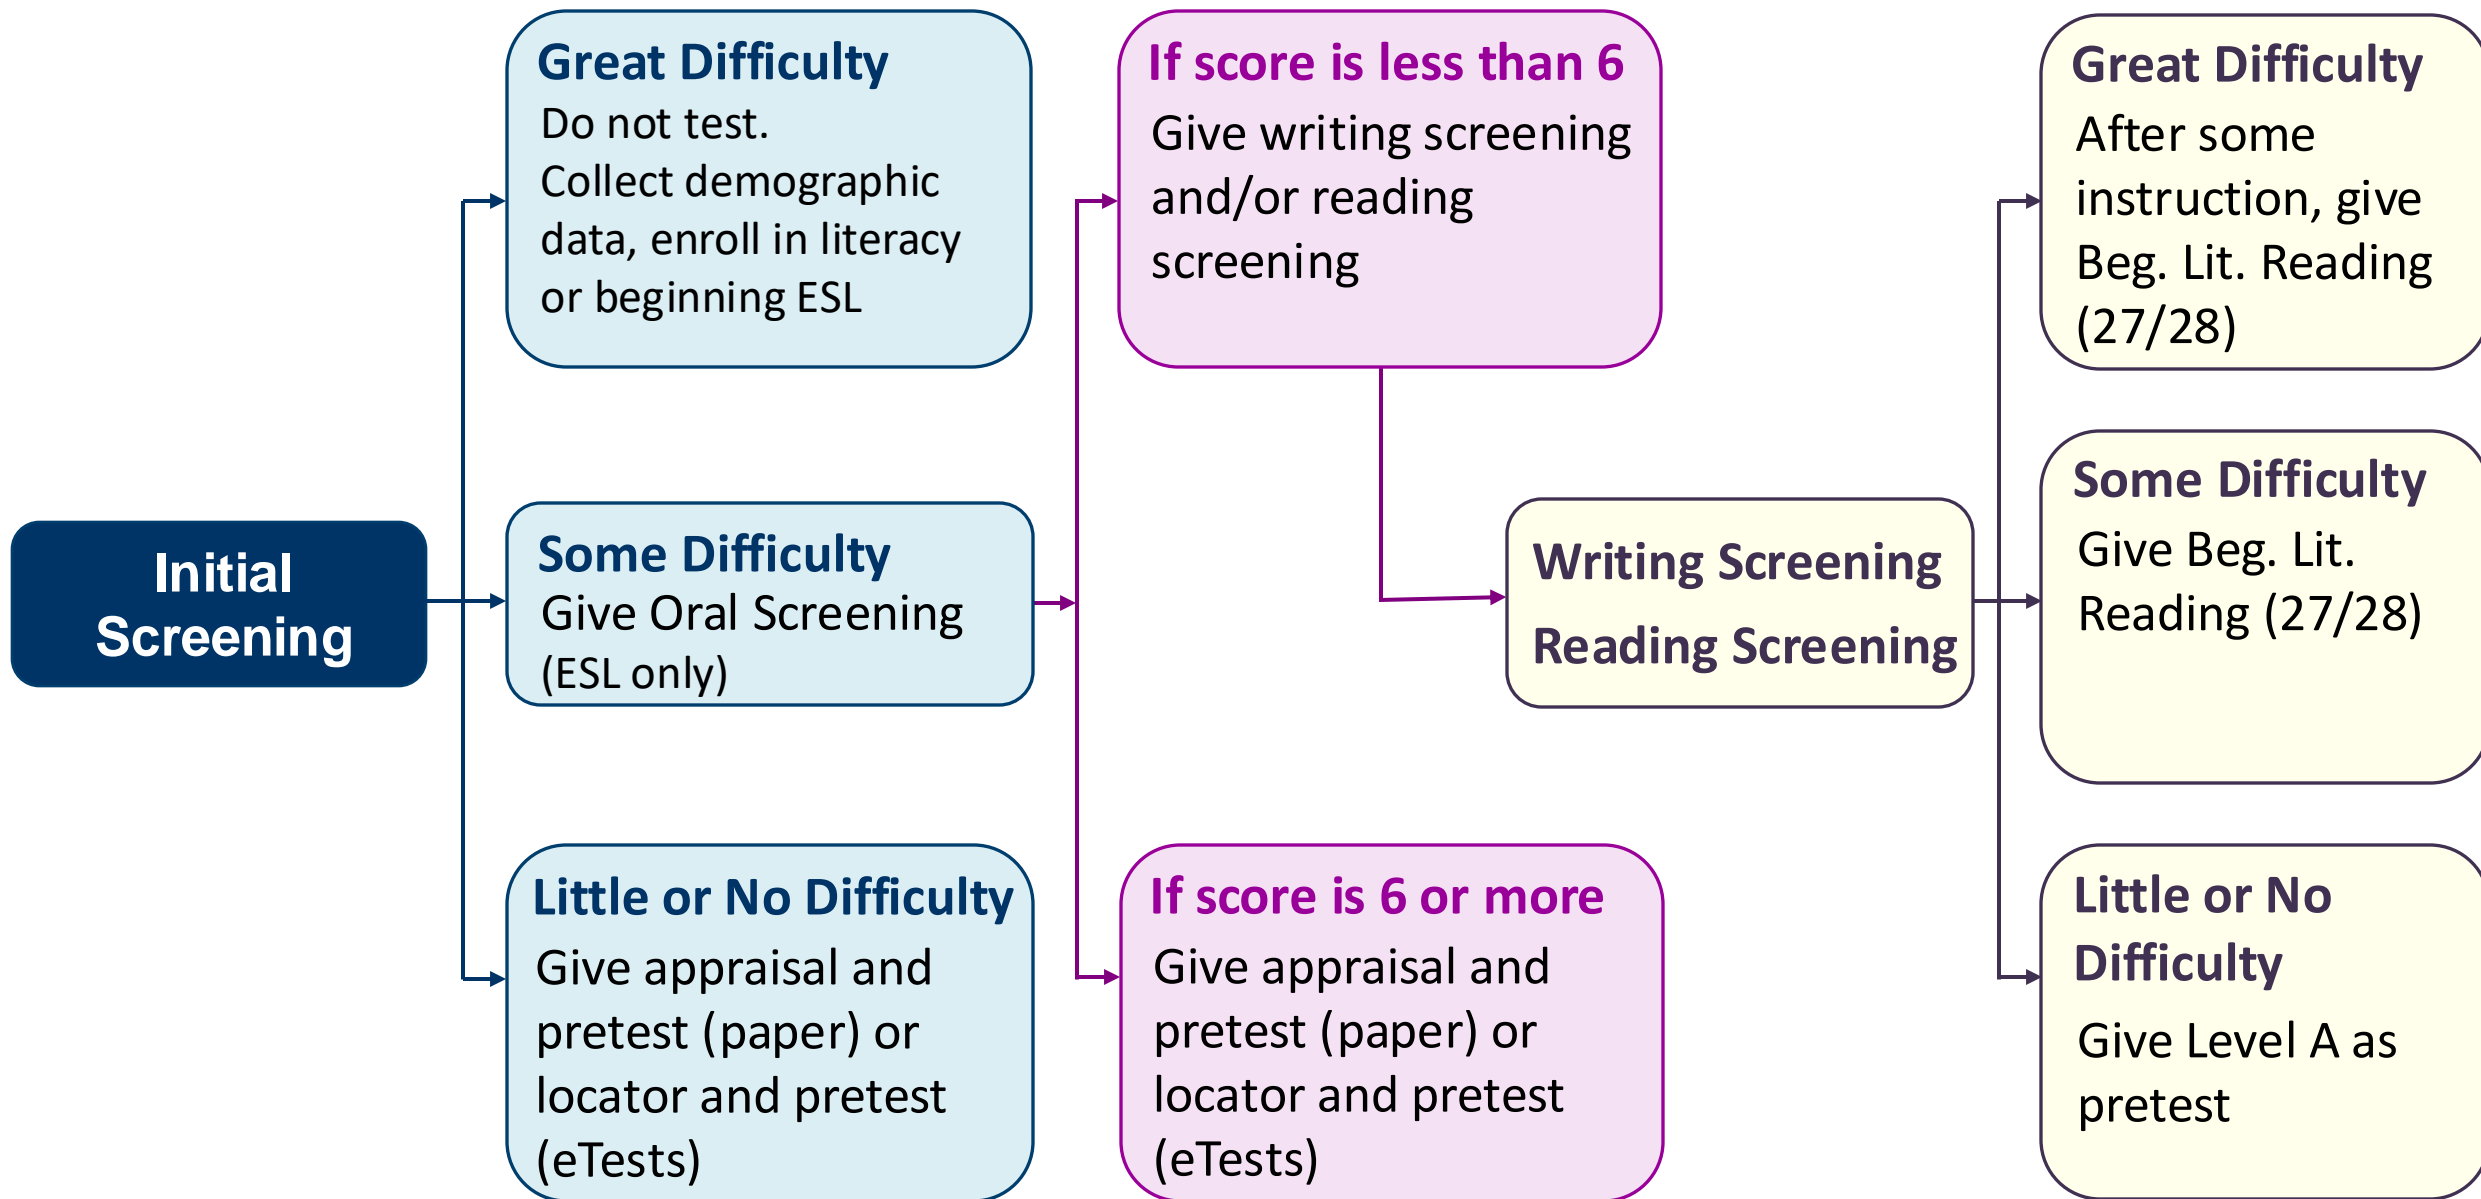 Initial
Screening
Great Difficulty
Do not test.
Collect demographic
data, enroll in literacy
or beginning ESL
Some Difficulty
Give Oral Screening
(ESL only)
Little or No Difficulty
Give appraisal and
pretest (paper) or
locator and pretest
(eTests)
If score is less than 6
Give writing screening
and/or reading
screening
If score is 6 or more
Give appraisal and
pretest (paper) or
locator and pretest
(eTests)
Writing Screening
Reading Screening
Great Difficulty
After some
instruction, give
Beg. Lit. Reading
(27/28)
Some Difficulty
Give Beg. Lit.
Reading (27/28)
Little or No
Difficulty
Give Level A as
pretest